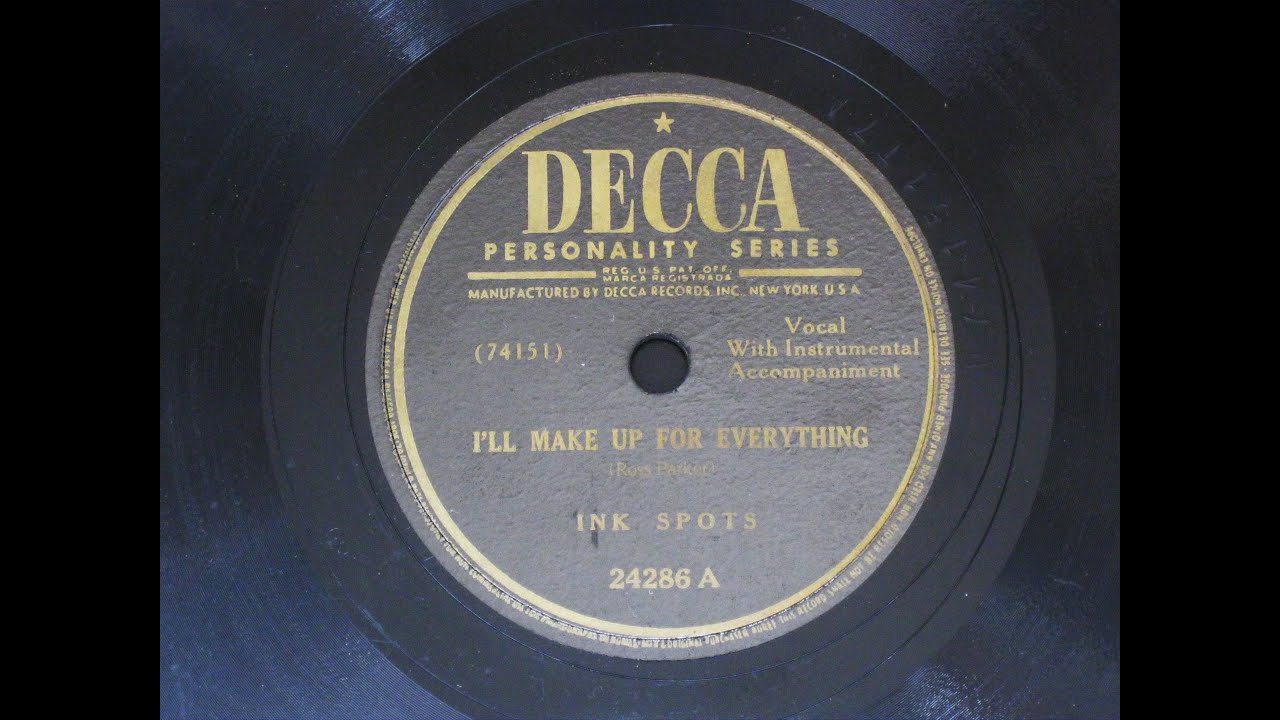 DECCA
PERSONALITY SERIES
REG. U.S. PAT. OFF.
MARCA REGISTRADA
MANUFACTURED BY DECCA RECORDS, INC., NEW YORK, U.S.A.
(74151)
Vocal
With Instrumental
Accompaniment
I'LL MAKE UP FOR EVERYTHING
(Ross Parker)
INK SPOTS
24286 A